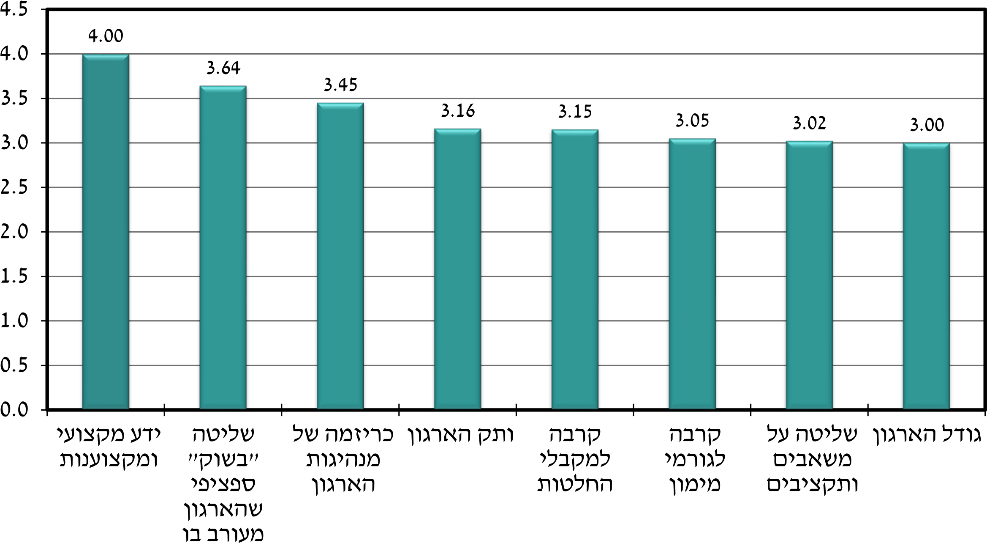 4.5
4.0
3.5
3.0
2.5
2.0
1.5
1.0
0.5
0.0
4.00
3.64
3.45
3.16
3.15
3.05
3.02
3.00
ידע מקצועי
ומקצוענות
שליטה
"בשוק"
ספציפי
שהארגון
מעורב בו
כריזמה של
מנהיגות
הארגון
ותק הארגון
קרבה
למקבלי
החלטות
קרבה
לגורמי
מימון
שליטה על
משאבים
ותקציבים
גודל הארגון